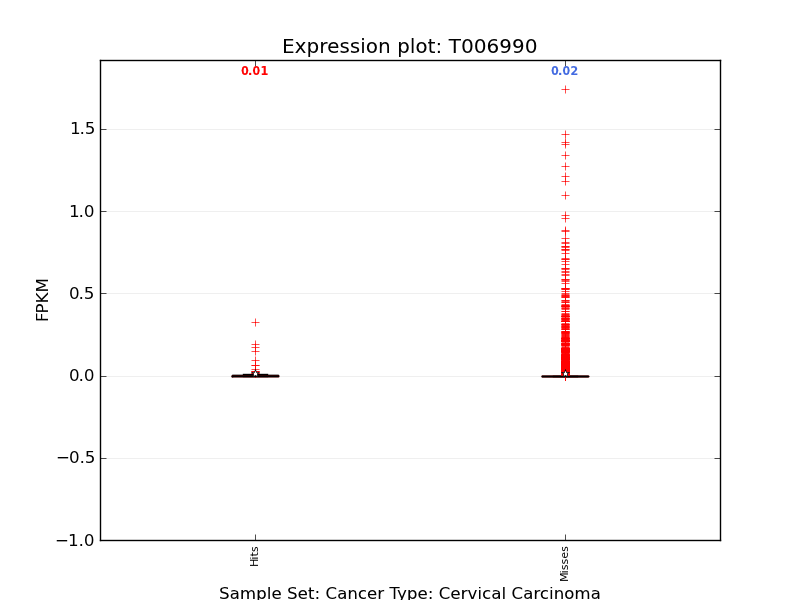 Expression plot: T006990
0.01
0.02
1.5
1.0
0.5
0.0
−0.5
−1.0
FPKM
Hits
Misses
Sample Set: Cancer Type: Cervical Carcinoma